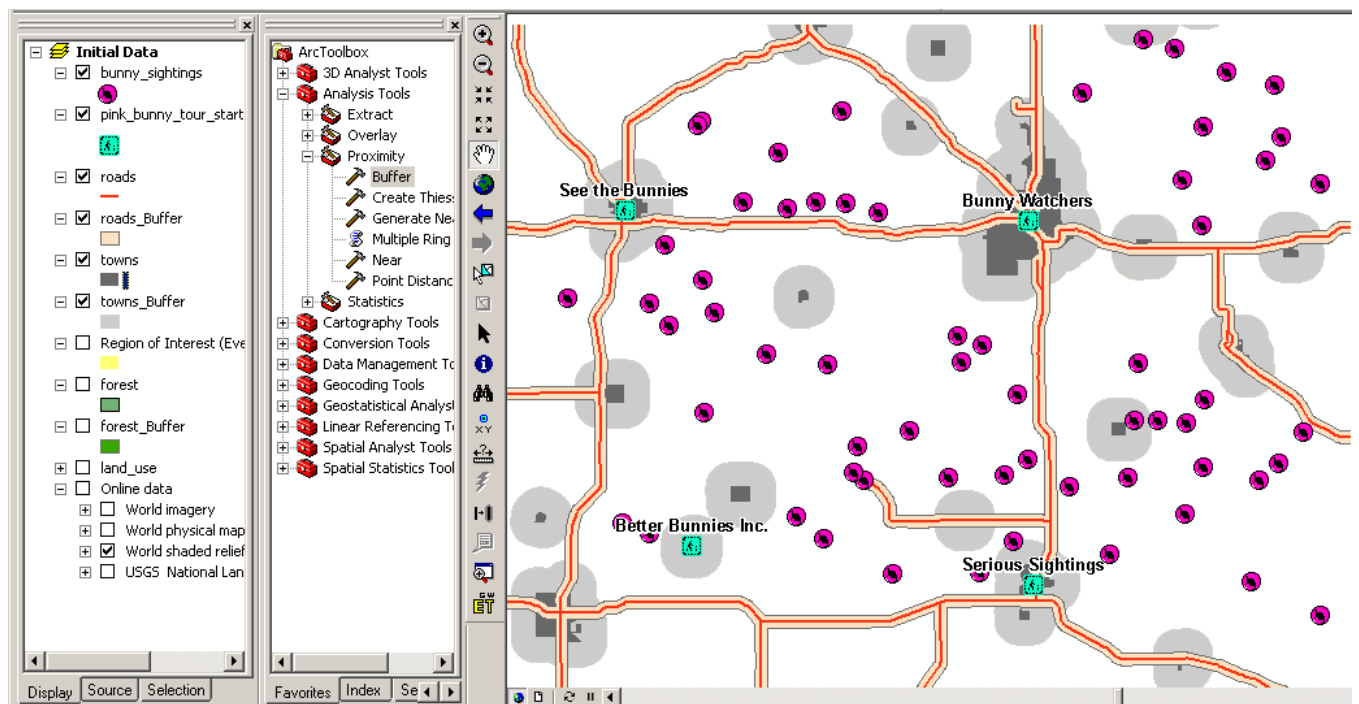 Initial Data
bunny_sightings
pink_bunny_tour_start
roads
roads_Buffer
towns
towns_Buffer
Region of Interest (Eve
forest
forest_Buffer
land_use
Online data
World imagery
World physical map
World shaded relief
USGS National Lan
Display Source Selection
ArcToolbox
3D Analyst Tools
Analysis Tools
Extract
Overlay
Proximity
Buffer
Create Thies
Generate Ne
Multiple Ring
Near
Point Distanc
Statistics
Cartography Tools
Conversion Tools
Data Management To
Geocoding Tools
Geostatistical Analyst
Linear Referencing To
Spatial Analyst Tools
Spatial Statistics Tool
Favorites Index Se
XY
GW
ET
See the Bunnies
Bunny Watchers
Better Bunnies Inc.
Serious Sightings